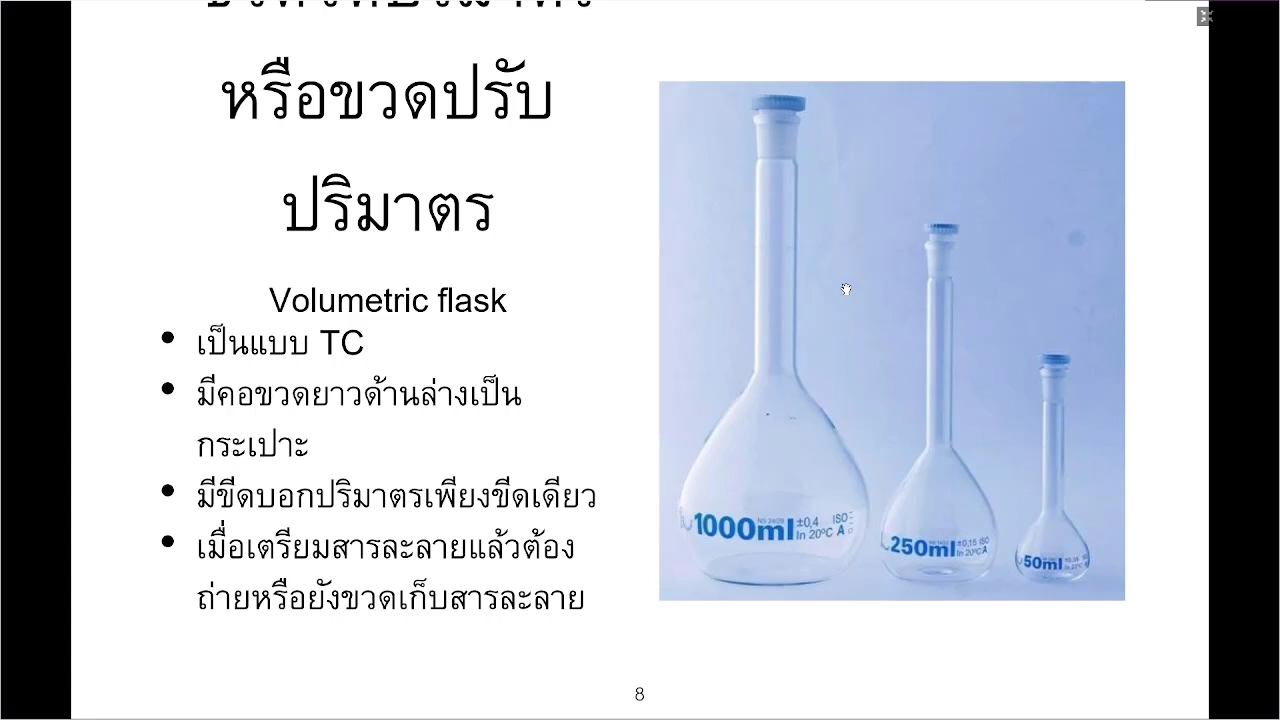 หรือขวดปรับ
ปริมาตร
Volumetric flask
• เป็นแบบ TC
• มีคอขวดยาวด้านล่างเป็น
กระเปาะ
• มีขีดบอกปริมาตรเพียงขีดเดียว
• เมื่อเตรียมสารละลายแล้วต้อง
ถ่ายหรือยังขวดเก็บสารละลาย
1000ml ±0,4 ISO
In 20ºC A
250ml ±0,15 ISO
In 20ºC A
50ml
8